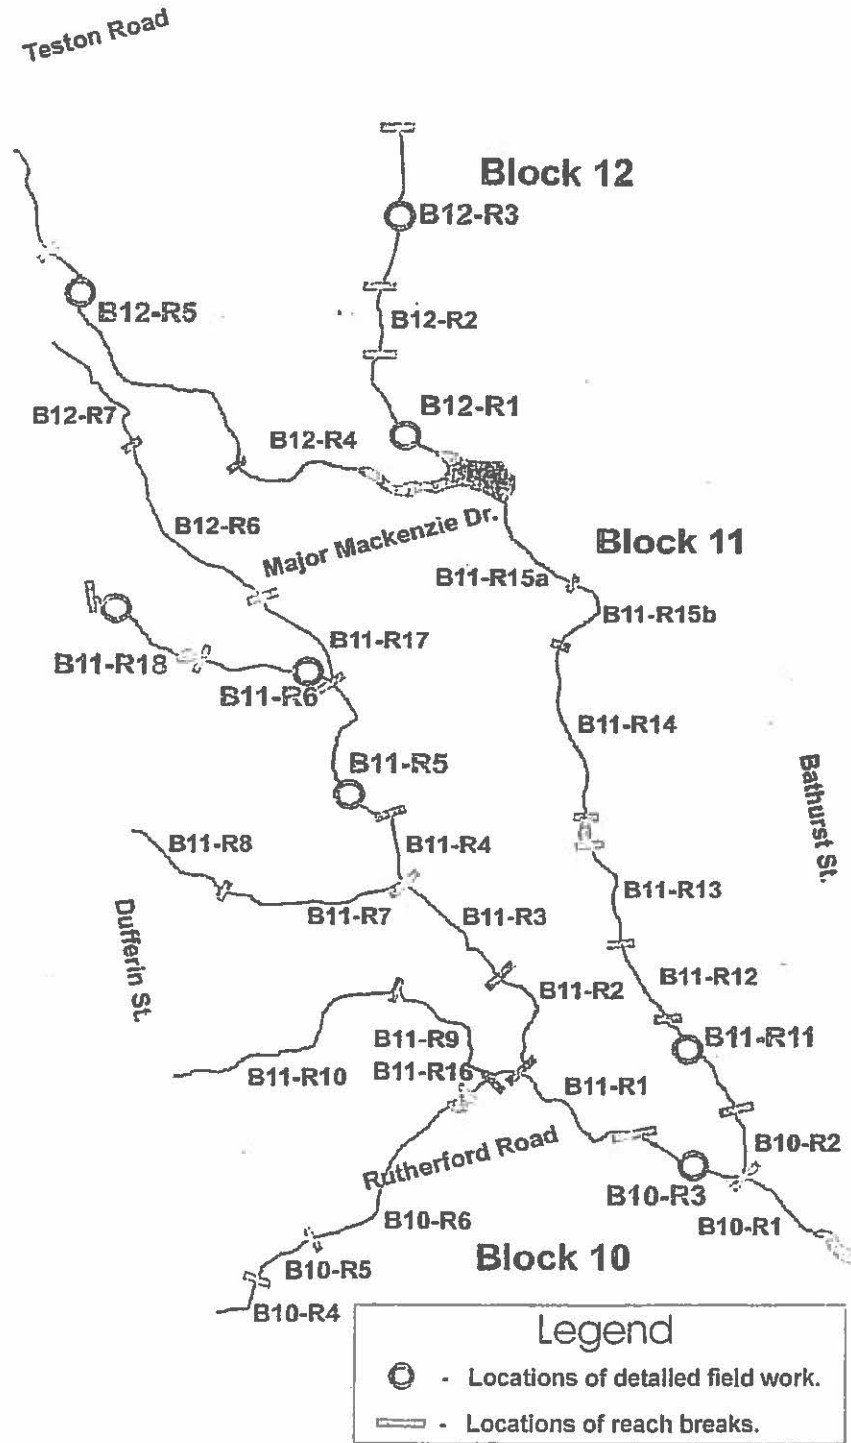 Teston Road
Block 12
B12-R3
B12-R5
B12-R2
B12-R7
B12-R1
B12-R4
B12-R6
Major Mackenzie Dr.
Block 11
B11-R15a
B11-R15b
B11-R17
B11-R18
B11-R6
B11-R14
B11-R5
Bathurst St.
B11-R8
B11-R4
B11-R13
B11-R7
B11-R3
Dufferin St.
B11-R12
B11-R2
B11-R9
B11-R11
B11-R10
B11-R16
B11-R1
Rutherford Road
B10-R2
B10-R3
B10-R6
B10-R1
Block 10
B10-R5
B10-R4
Legend
- Locations of detailed field work.
- Locations of reach breaks.